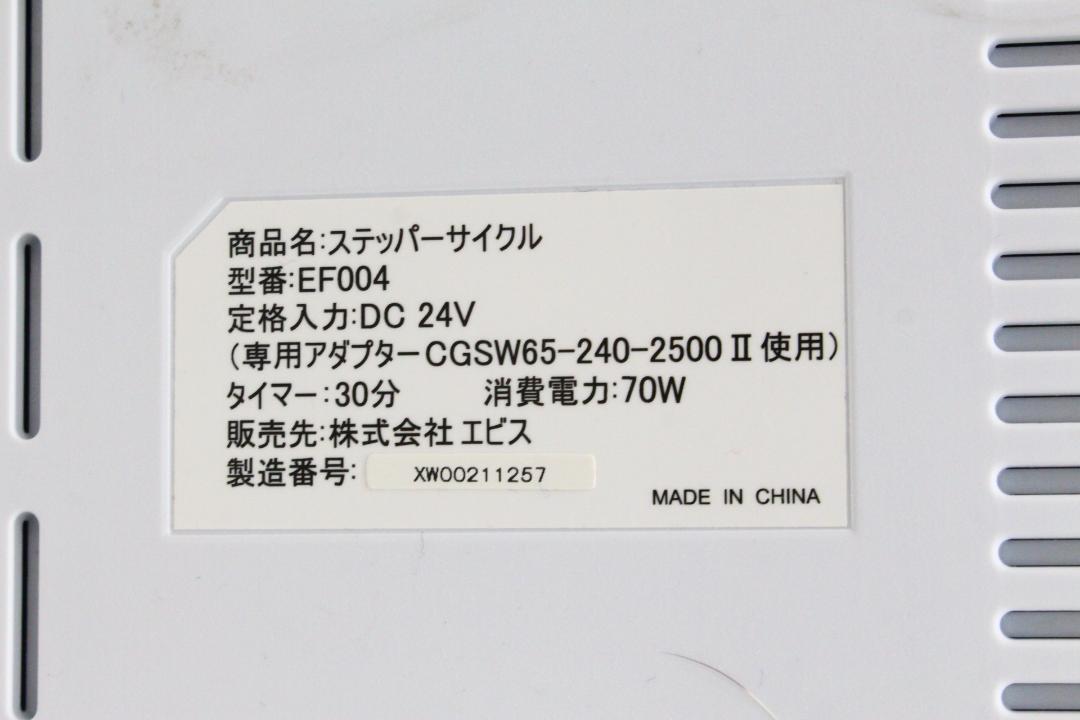 商品名:ステッパーサイクル
型番:EF004
定格入力:DC 24V
(専用アダプターCGSW65-240-2500Ⅱ使用)
タイマー:30分 消費電力:70W
販売先:株式会社エビス
製造番号: XW00211257
MADE IN CHINA